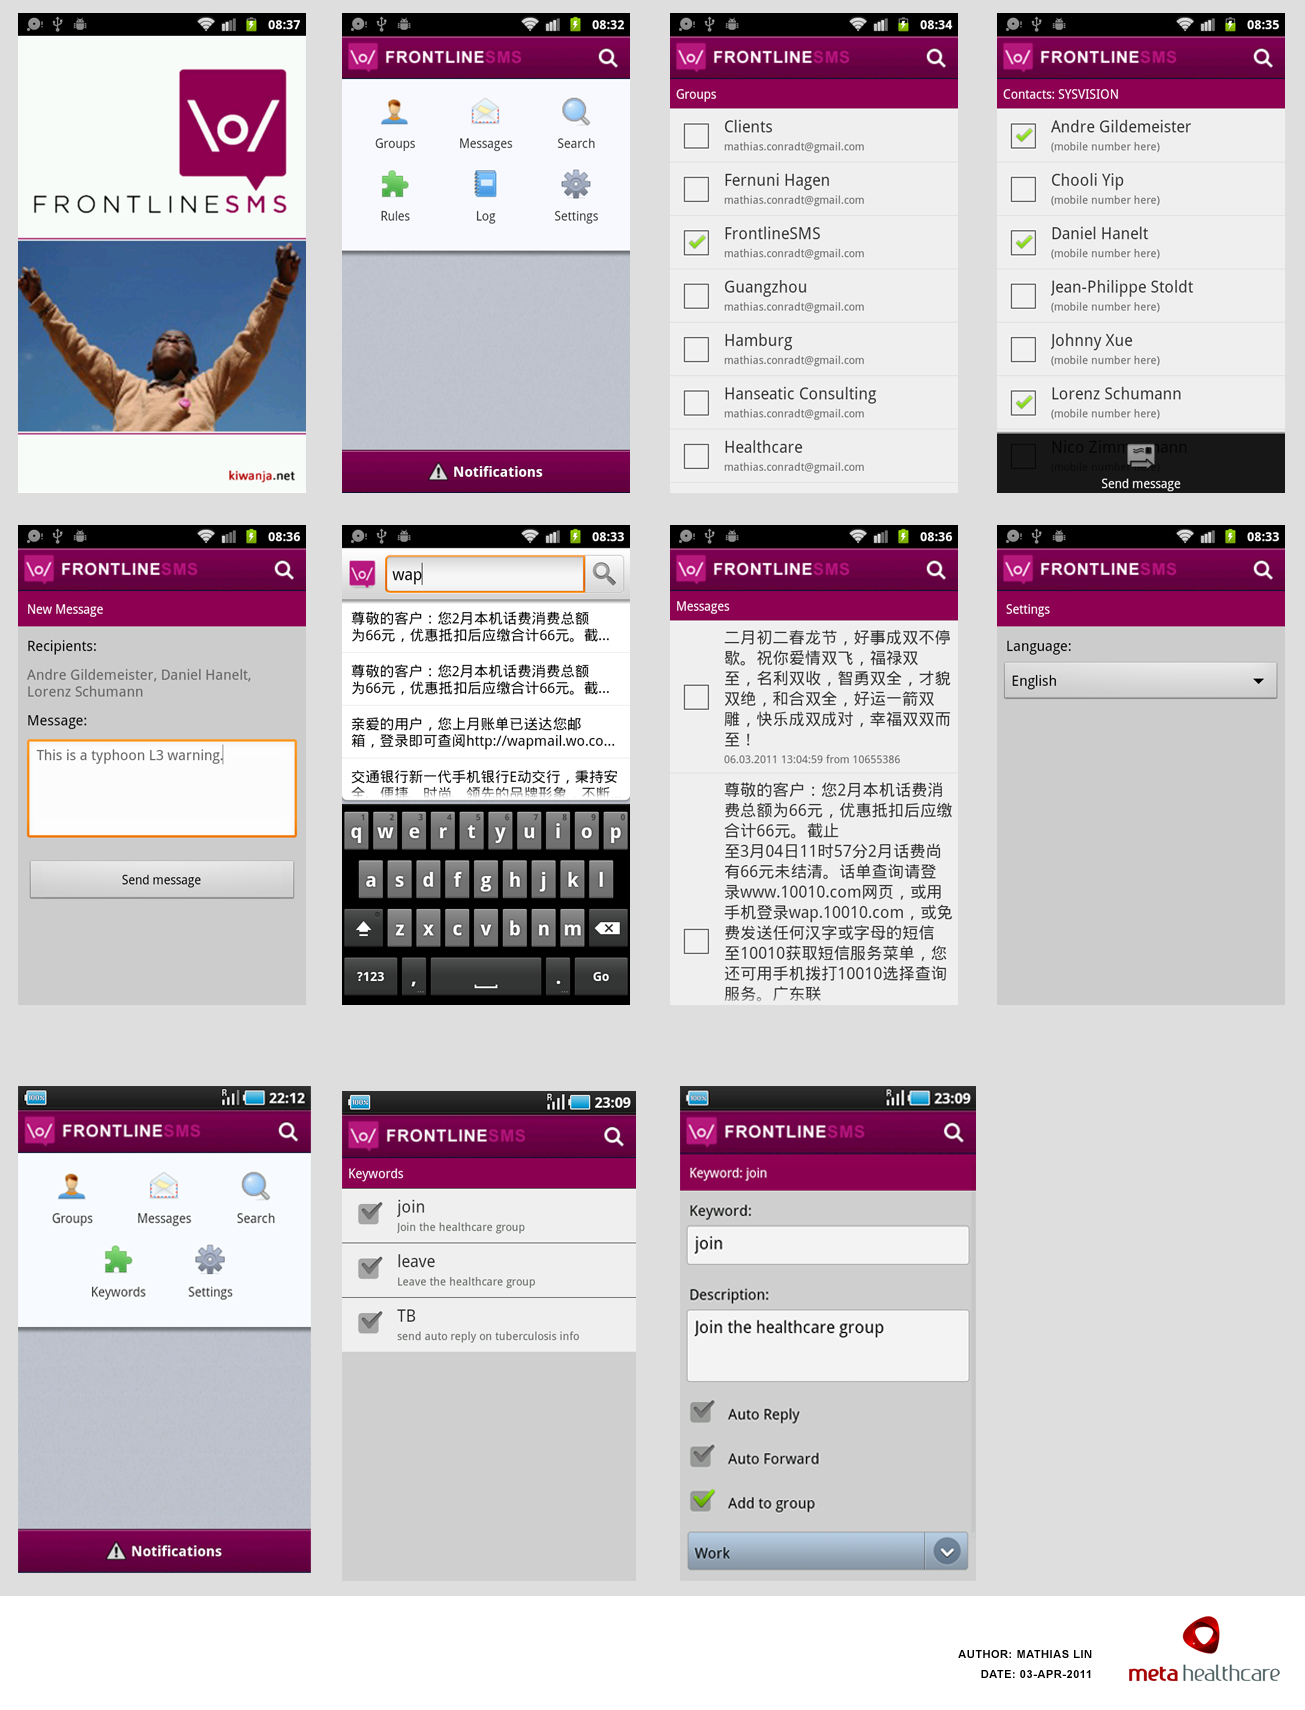 08:37
\o/
FRONTLINESMS
kiwanja.net
08:32
\o/ FRONTLINESMS
Groups
Messages
Search
Rules
Log
Settings
Notifications
08:34
\o/ FRONTLINESMS
Groups
Clients
mathias.conradt@gmail.com
Fernuni Hagen
mathias.conradt@gmail.com
FrontlineSMS
mathias.conradt@gmail.com
Guangzhou
mathias.conradt@gmail.com
Hamburg
mathias.conradt@gmail.com
Hanseatic Consulting
mathias.conradt@gmail.com
Healthcare
mathias.conradt@gmail.com
08:35
\o/ FRONTLINESMS
Contacts: SYSVISION
Andre Gildemeister
(mobile number here)
Chooli Yip
(mobile number here)
Daniel Hanelt
(mobile number here)
Jean-Philippe Stoldt
(mobile number here)
Johnny Xue
(mobile number here)
Lorenz Schumann
(mobile number here)
Nico
Send message
08:36
\o/ FRONTLINESMS
New Message
Recipients:
Andre Gildemeister, Daniel Hanelt,
Lorenz Schumann
Message:
This is a typhoon L3 warning.
Send message
08:33
\o/ wap
尊敬的客户：您2月本机话费消费总额
为66元，优惠抵扣后应缴合计66元。截...
尊敬的客户：您2月本机话费消费总额
为66元，优惠抵扣后应缴合计66元。截...
亲爱的用户，您上月账单已送达您邮
箱，登录即可查阅http://wapmail.wo.co...
交通银行新一代手机银行E动交行，秉持安
全、便捷、时尚、领先的品牌形象，不断...
1 2 3 4 5 6 7 8 9 0
q w e r t y u i o p
a s d f g h j k l
z x c v b n m
?123 , . Go
08:36
\o/ FRONTLINESMS
Messages
二月初二春龙节，好事成双不停
歇。祝你爱情双飞，福禄双
至，名利双收，智勇双全，才貌
双绝，和合双全，好运一箭双
雕，快乐成双成对，幸福双双而
至！
06.03.2011 13:04:59 from 10655386
尊敬的客户：您2月本机话费消
费总额为66元，优惠抵扣后应缴
合计66元。截止
至3月04日11时57分2月话费尚
有66元未结清。话单查询请登
录www.10010.com网页，或用
手机登录wap.10010.com，或免
费发送任何汉字或字母的短信
至10010获取短信服务菜单，您
还可用手机拨打10010选择查询
服务。广东联
08:33
\o/ FRONTLINESMS
Settings
Language:
English
100% R 22:12
\o/ FRONTLINESMS
Groups
Messages
Search
Keywords
Settings
Notifications
100% R 23:09
\o/ FRONTLINESMS
Keywords
join
Join the healthcare group
leave
Leave the healthcare group
TB
send auto reply on tuberculosis info
100% R 23:09
\o/ FRONTLINESMS
Keyword: join
Keyword:
join
Description:
Join the healthcare group
Auto Reply
Auto Forward
Add to group
Work
AUTHOR: MATHIAS LIN
DATE: 03-APR-2011
meta healthcare